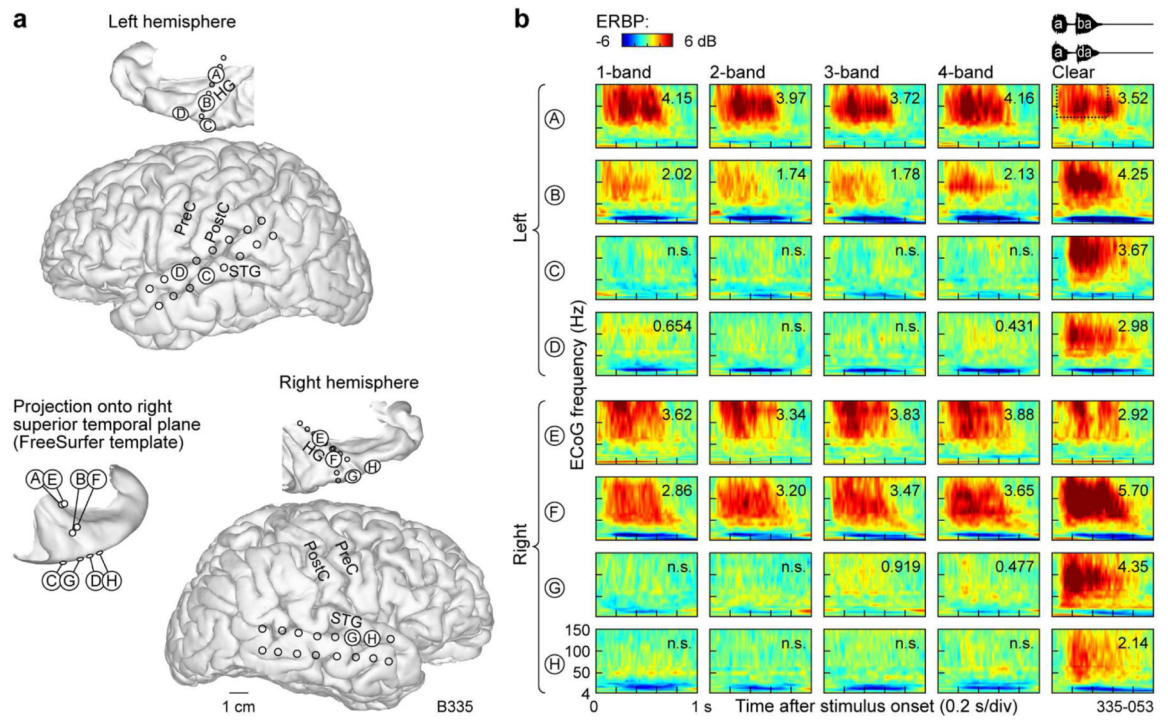 a
Left hemisphere
A
HG
B
D
C
PreC
PostC
D
C
STG
Right hemisphere
Projection onto right
superior temporal plane
(FreeSurfer template)
E
HG
F
H
G
A E B F
C G D H
PostC
PreC
STG
G H
1 cm
B335
b
ERBP:
-6 6 dB
a ba
a da
1-band 2-band 3-band 4-band Clear
Left
A 4.15 3.97 3.72 4.16 3.52
B 2.02 1.74 1.78 2.13 4.25
C n.s. n.s. n.s. n.s. 3.67
D 0.654 n.s. n.s. 0.431 2.98
ECoG frequency (Hz)
Right
E 3.62 3.34 3.83 3.88 2.92
F 2.86 3.20 3.47 3.65 5.70
G n.s. n.s. 0.919 0.477 4.35
H n.s. n.s. n.s. n.s. 2.14
150
100
50
4
0 1 s Time after stimulus onset (0.2 s/div) 335-053